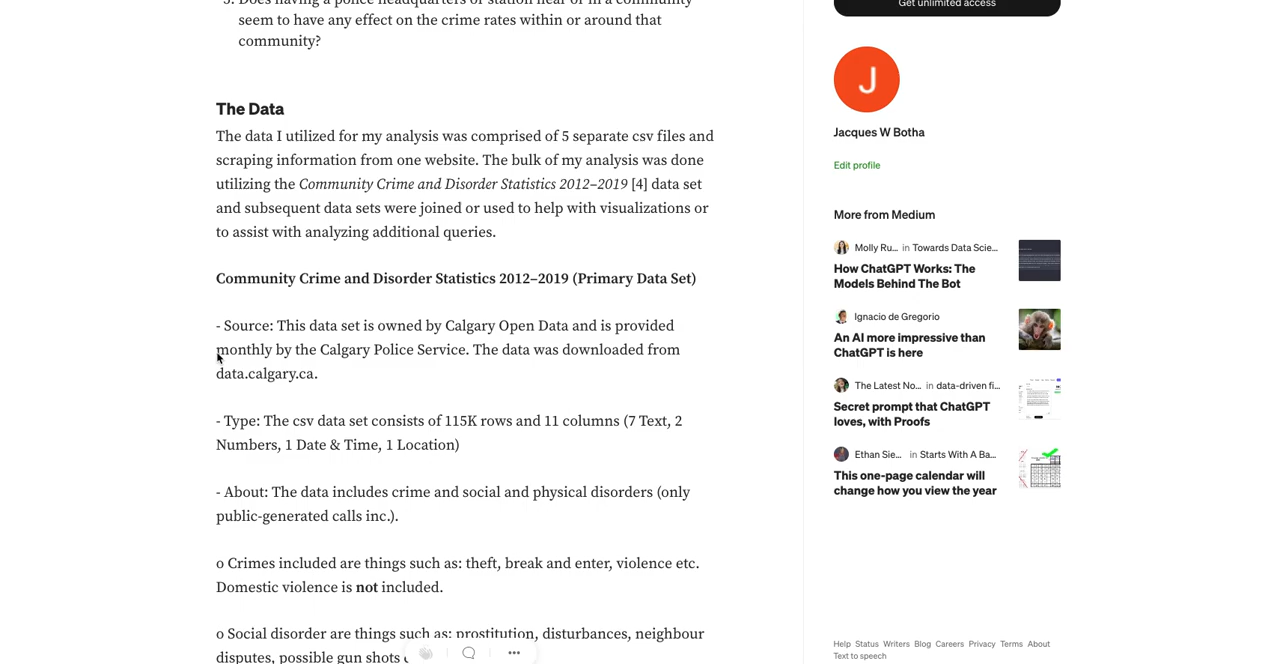 3. Does having a police headquarters or station near or in a community
seem to have any effect on the crime rates within or around that
community?
The Data
The data I utilized for my analysis was comprised of 5 separate csv files and
scraping information from one website. The bulk of my analysis was done
utilizing the Community Crime and Disorder Statistics 2012–2019 [4] data set
and subsequent data sets were joined or used to help with visualizations or
to assist with analyzing additional queries.
Community Crime and Disorder Statistics 2012–2019 (Primary Data Set)
- Source: This data set is owned by Calgary Open Data and is provided
monthly by the Calgary Police Service. The data was downloaded from
data.calgary.ca.
- Type: The csv data set consists of 115K rows and 11 columns (7 Text, 2
Numbers, 1 Date & Time, 1 Location)
- About: The data includes crime and social and physical disorders (only
public-generated calls inc.).
o Crimes included are things such as: theft, break and enter, violence etc.
Domestic violence is not included.
o Social disorder are things such as: prostitution, disturbances, neighbour
disputes, possible gun shots
Get unlimited access
J
Jacques W Botha
Edit profile
More from Medium
Molly Ru... in Towards Data Scie...
How ChatGPT Works: The
Models Behind The Bot
Ignacio de Gregorio
An AI more impressive than
ChatGPT is here
The Latest No... in data-driven fi...
Secret prompt that ChatGPT
loves, with Proofs
Ethan Sie... in Starts With A Ba...
This one-page calendar will
change how you view the year
Help Status Writers Blog Careers Privacy Terms About
Text to speech